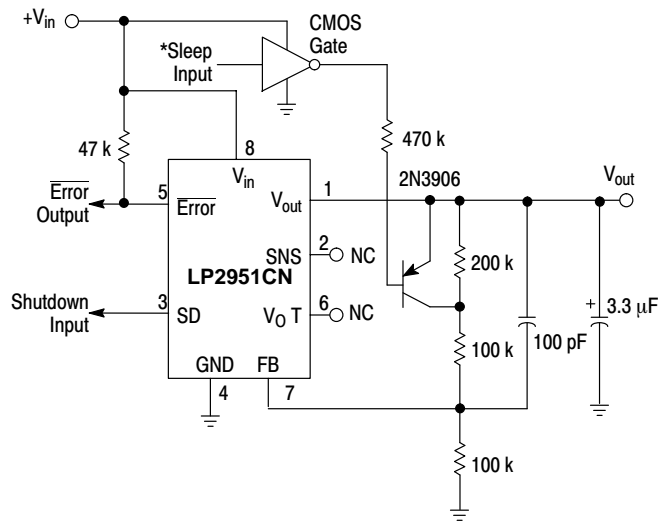 +Vin
CMOS
Gate
*Sleep
Input
470 k
47 k
8
Vin
2N3906
Vout
Error
Output
5
Error
Vout
1
SNS
2
NC
200 k
LP2951CN
Shutdown
Input
3
SD
VO T
6
NC
100 k
100 pF
+
3.3 µF
GND
FB
4
7
100 k